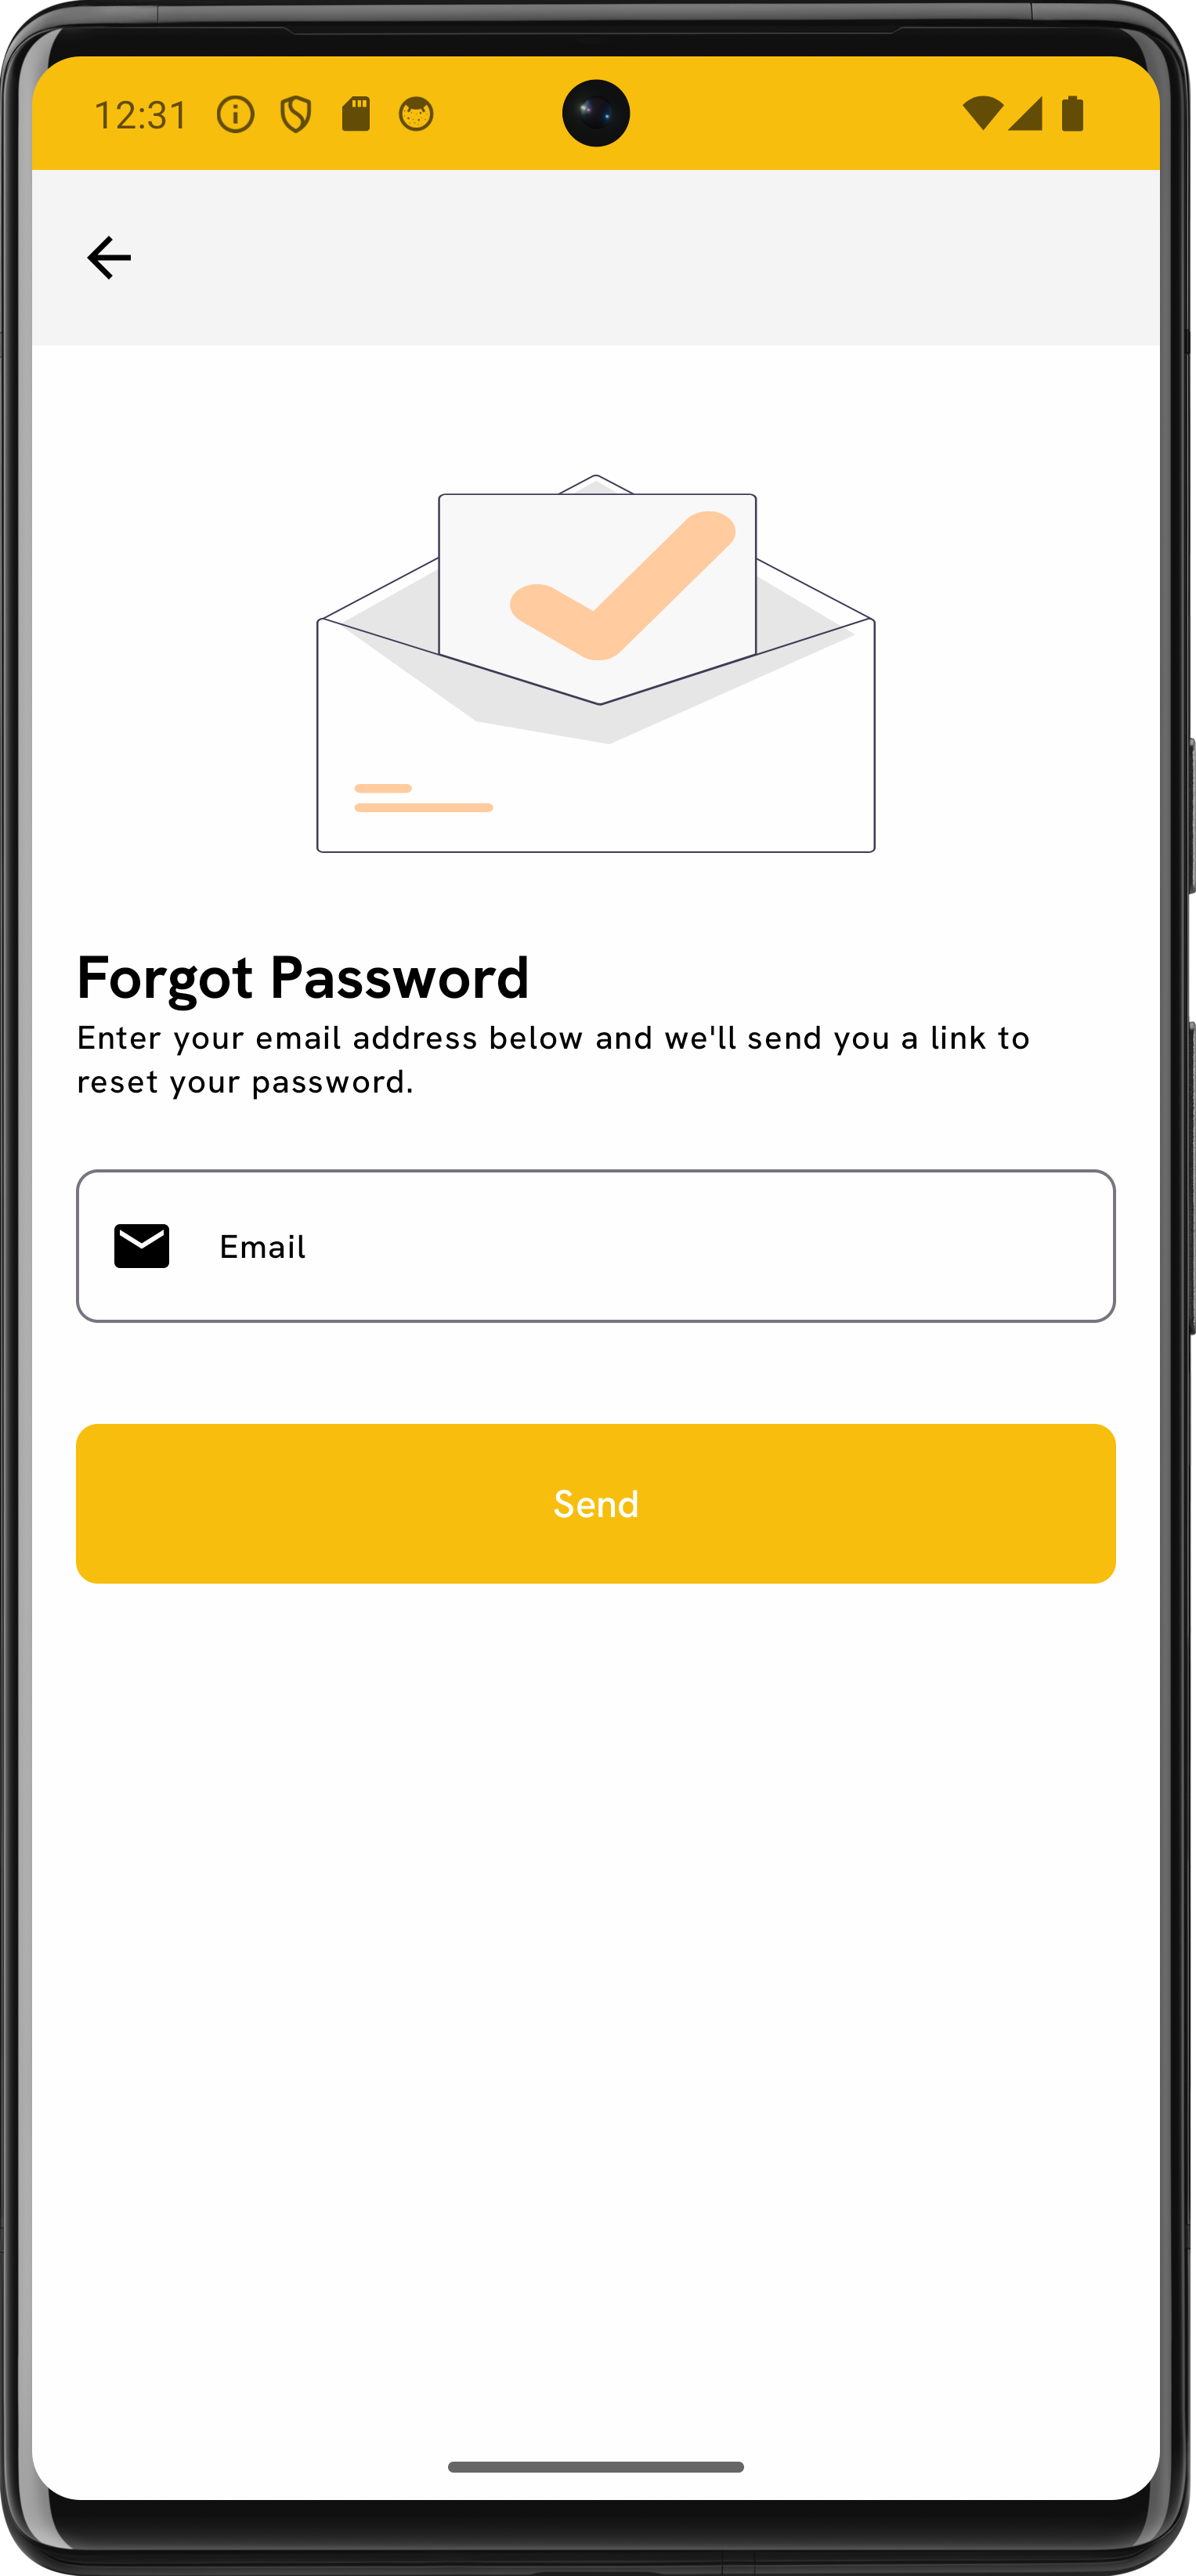 12:31
Forgot Password
Enter your email address below and we'll send you a link to
reset your password.
Email
Send